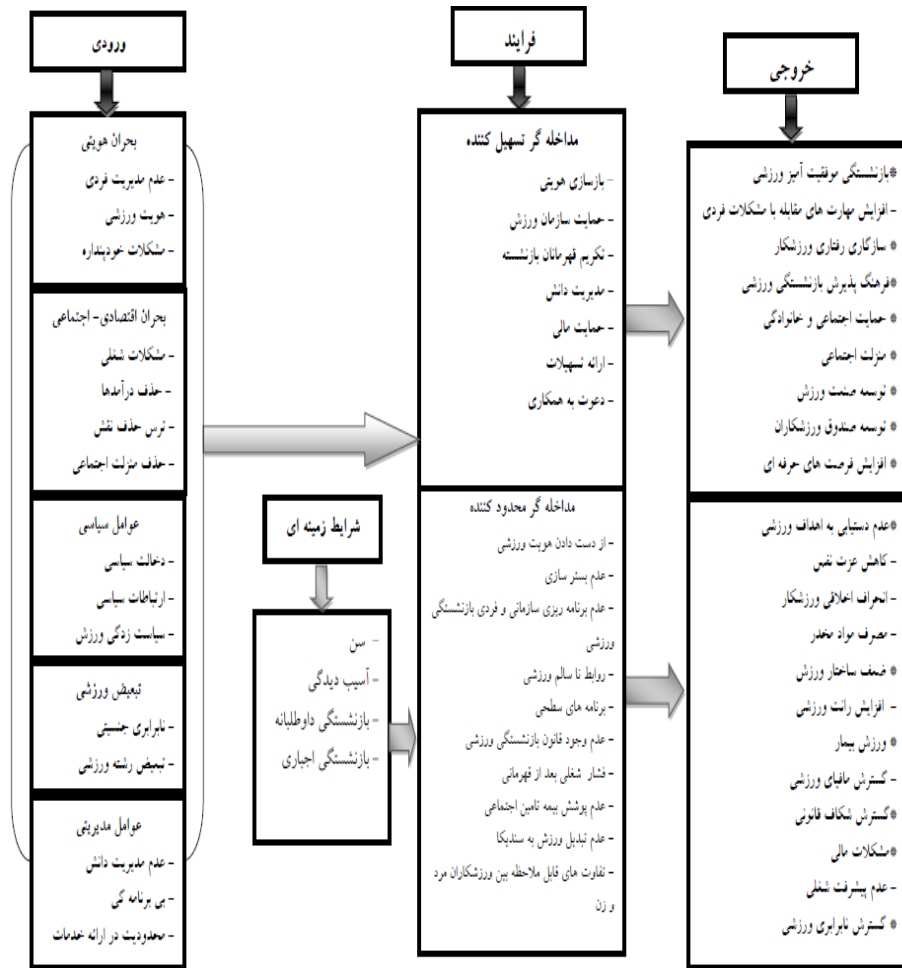 ورودی
بحران هویتی
- عدم مدیریت فردی
- هویت ورزشی
- مشکلات خودپنداره
بحران اقتصادی- اجتماعی
- مشکلات شغلی
- حذف درآمدها
- ترس حذف نقش
- حذف منزلت اجتماعی
عوامل سیاسی
- دخالت سیاسی
- ارتباطات سیاسی
- سیاست زدگی ورزش
تبعیض ورزشی
- نابرابری جنسیتی
- تبعیض رشته ورزشی
عوامل مدیریتی
- عدم مدیریت دانش
- بی برنامه گی
- محدودیت در ارائه خدمات
شرایط زمینه ای
- سن
- آسیب دیدگی
- بازنشستگی داوطلبانه
- بازنشستگی اجباری
فرایند
مداخله گر تسهیل کننده
- بازسازی هویتی
- حمایت سازمان ورزش
- تکریم قهرمانان بازنشسته
- مدیریت دانش
- حمایت مالی
- ارائه تسهیلات
- دعوت به همکاری
مداخله گر محدود کننده
- از دست دادن هویت ورزشی
- عدم بستر سازی
- عدم برنامه ریزی سازمانی و فردی بازنشستگی
ورزشی
- روابط نا سالم ورزشی
- برنامه های سطحی
- عدم وجود قانون بازنشستگی ورزشی
- فشار شغلی بعد از قهرمانی
- عدم پوشش بیمه تامین اجتماعی
- عدم تبدیل ورزش به سندیکا
- تفاوت های قابل ملاحظه بین ورزشکاران مرد
و زن
خروجی
*بازنشستگی موفقیت آمیز ورزشی
- افزایش مهارت های مقابله با مشکلات فردی
* سازگاری رفتاری ورزشکار
*فرهنگ پذیرش بازنشستگی ورزشی
* حمایت اجتماعی و خانوادگی
* منزلت اجتماعی
* توسعه صنعت ورزش
* توسعه صندوق ورزشکاران
* افزایش فرصت های حرفه ای
*عدم دستیابی به اهداف ورزشی
* کاهش عزت نفس
* انحراف اخلاقی ورزشکار
* مصرف مواد مخدر
* ضعف ساختار ورزش
* افزایش رانت ورزشی
* ورزش بیمار
* گسترش مافیای ورزشی
*گسترش شکاف قانونی
*مشکلات مالی
* عدم پیشرفت شغلی
* گسترش نابرابری ورزشی